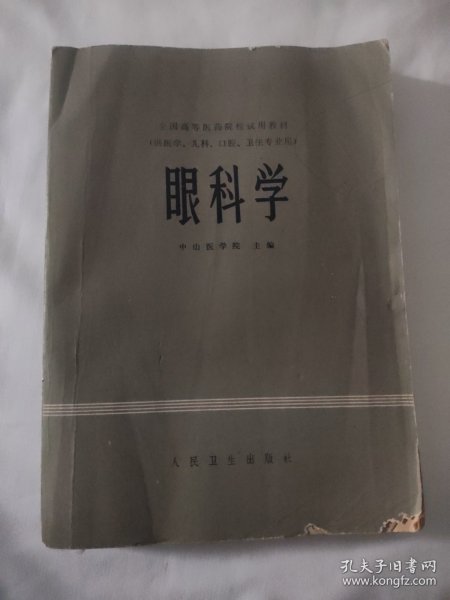 全国高等医药院校试用教材
(供医学、儿科、口腔、卫生专业用)
眼科学
中山医学院 主编
人民卫生出版社
孔夫子旧书网
www.kongfz.com